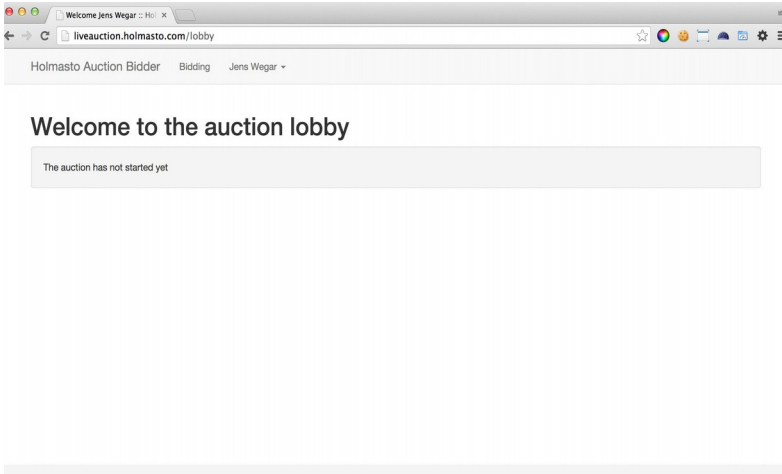 Welcome Jens Wegar :: Hol
liveauction.holmasto.com/lobby
Holmasto Auction Bidder Bidding Jens Wegar
Welcome to the auction lobby
The auction has not started yet